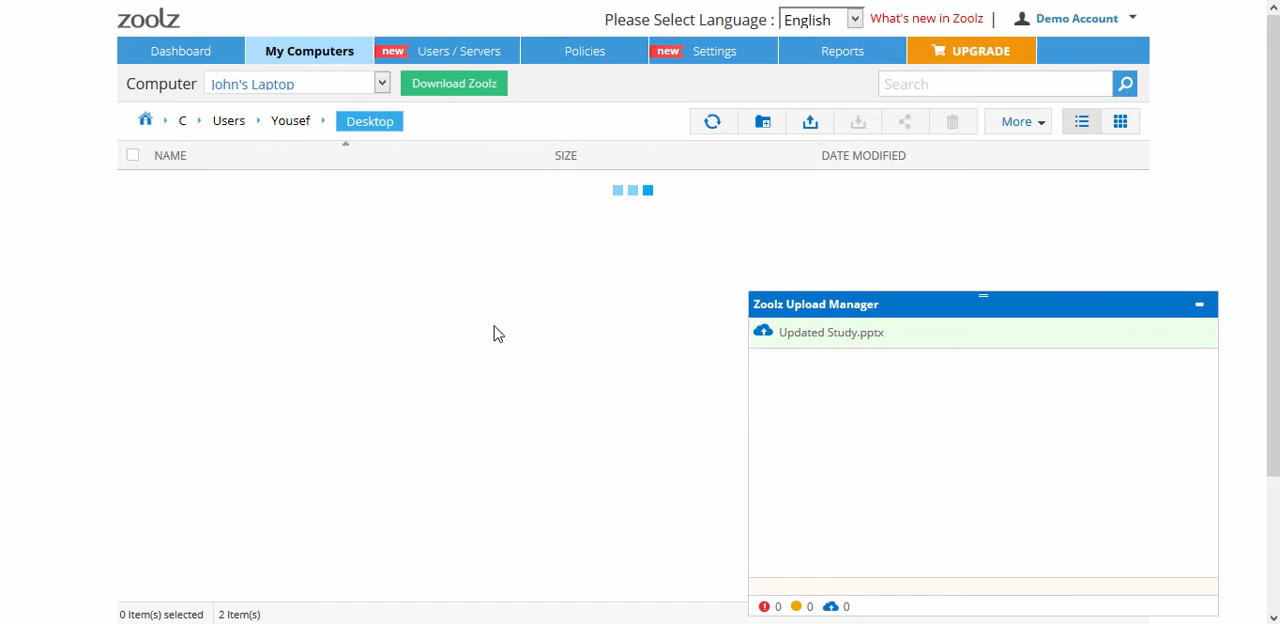 zoolz Please Select Language : English What's new in Zoolz | Demo Account
Dashboard My Computers new Users / Servers Policies new Settings Reports UPGRADE
Computer John's Laptop Download Zoolz Search
C Users Yousef Desktop More
NAME SIZE DATE MODIFIED
Zoolz Upload Manager
Updated Study.pptx
0 0 0
0 Item(s) selected 2 Item(s)